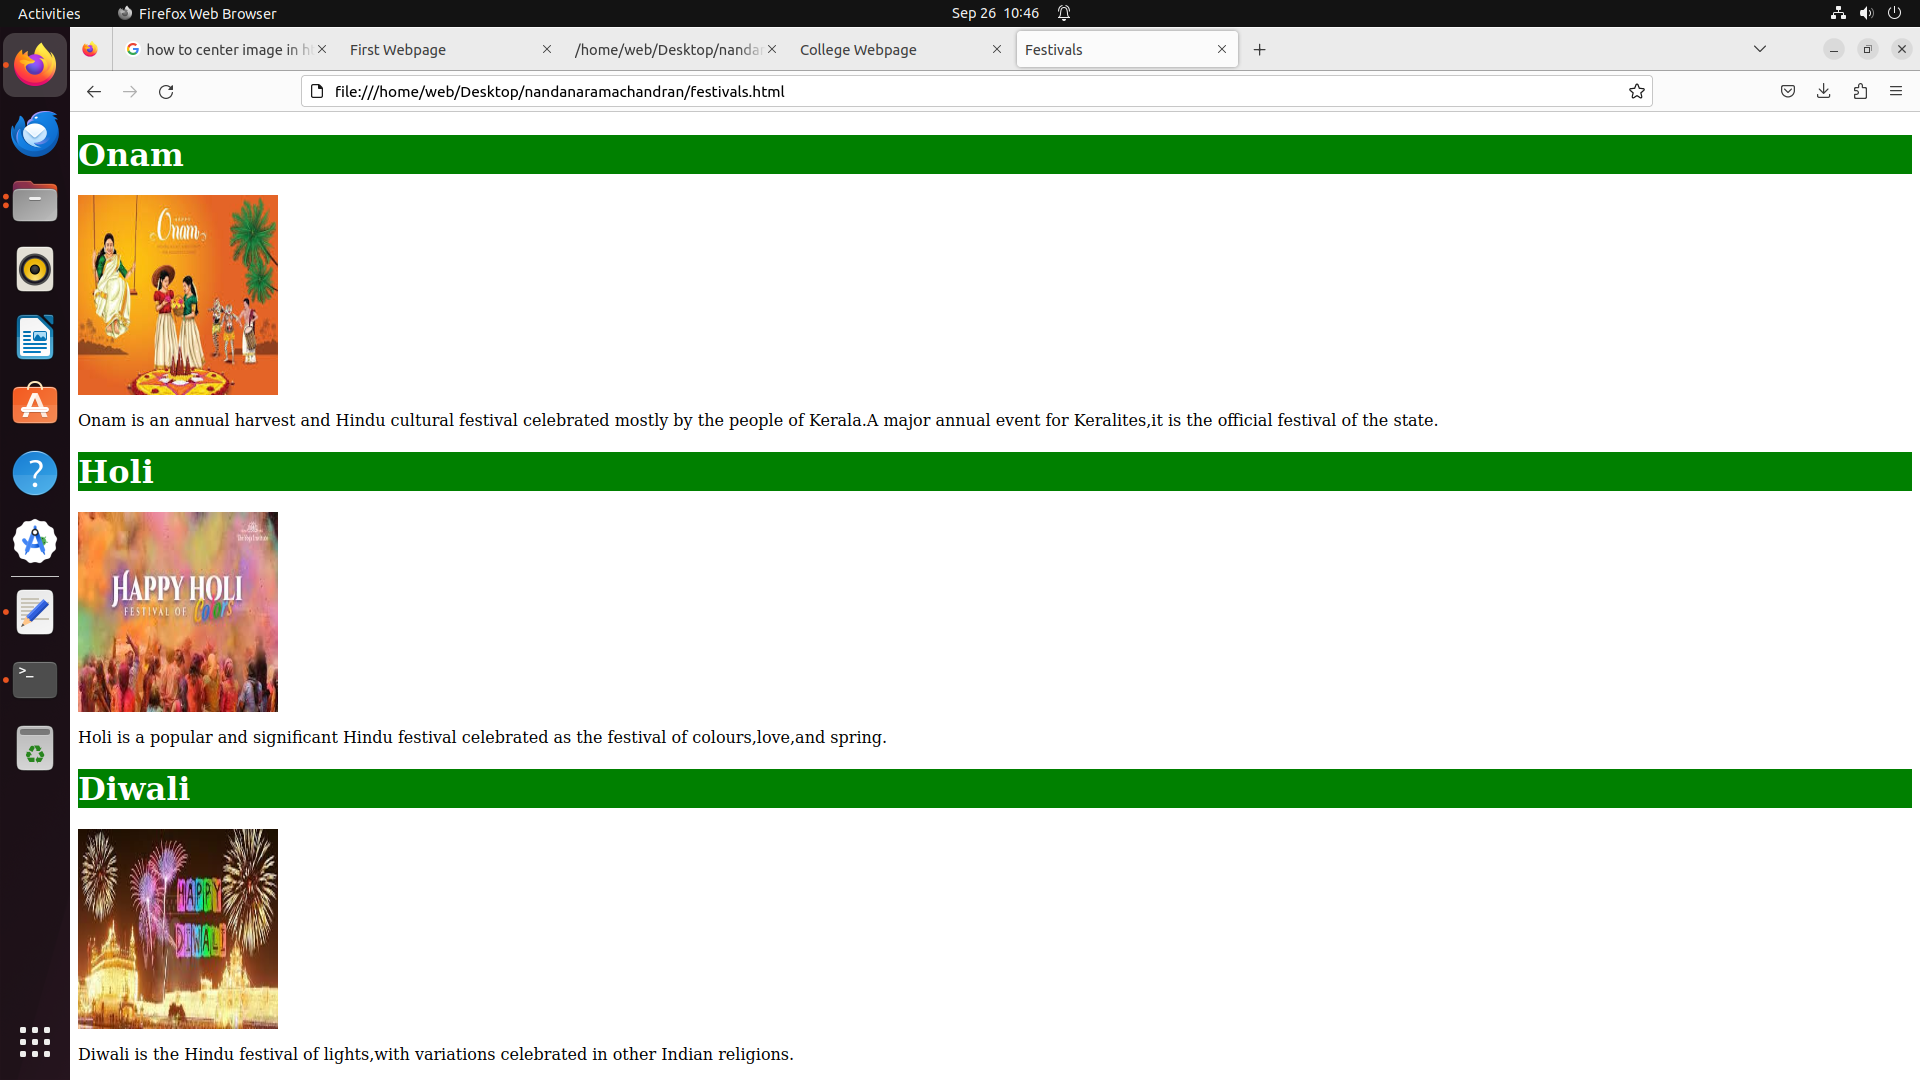 Activities
Firefox Web Browser
Sep 26 10:46
how to center image in ht
First Webpage
/home/web/Desktop/nanda
College Webpage
Festivals
file:///home/web/Desktop/nandanaramachandran/festivals.html
Onam
HAPPY
Onam
Onam is an annual harvest and Hindu cultural festival celebrated mostly by the people of Kerala.A major annual event for Keralites,it is the official festival of the state.
Holi
HAPPY HOLI
FESTIVAL OF Colors
Holi is a popular and significant Hindu festival celebrated as the festival of colours,love,and spring.
Diwali
HAPPY
DIWALI
Diwali is the Hindu festival of lights,with variations celebrated in other Indian religions.